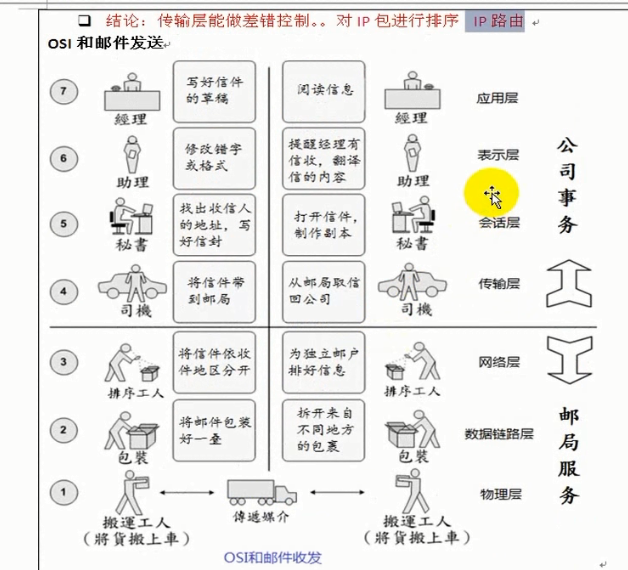 结论：传输层能做差错控制。。对 IP 包进行排序 IP 路由
OSI 和邮件发送
7
經理
写好信件
的草稿
阅读信息
經理
应用层
6
助理
修改错字
或格式
提醒经理有
信收，翻译
信的内容
助理
表示层
5
秘書
找出收信人
的地址，写
好信封
打开信件，
制作副本
秘書
会话层
4
司機
将信件带
到邮局
从邮局取信
回公司
司機
传输层
公司事务
3
排序工人
将信件依收
件地区分开
为独立邮户
排好信息
排序工人
网络层
2
包裝
将邮件包装
好一叠
拆开来自
不同地方
的包裹
包裝
数据链路层
1
搬運工人
（將貨搬上車）
傳遞媒介
搬運工人
（將貨搬上車）
物理层
邮局服务
OSI和邮件收发